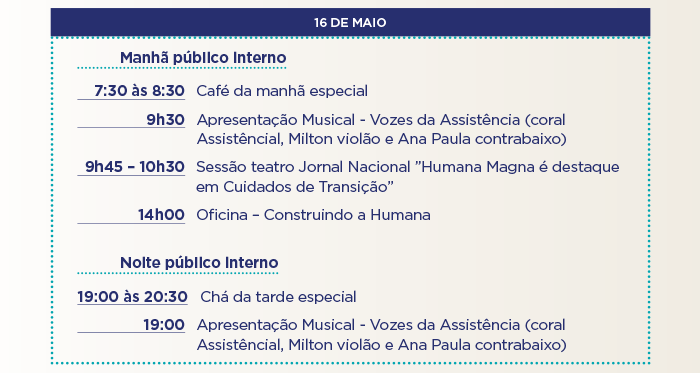 16 DE MAIO
Manhã público interno
7:30 às 8:30 Café da manhã especial
9h30 Apresentação Musical - Vozes da Assistência (coral
Assistêncial, Milton violão e Ana Paula contrabaixo)
9h45 – 10h30 Sessão teatro Jornal Nacional ”Humana Magna é destaque
em Cuidados de Transição”
14h00 Oficina – Construindo a Humana
Noite público interno
19:00 às 20:30 Chá da tarde especial
19:00 Apresentação Musical - Vozes da Assistência (coral
Assistêncial, Milton violão e Ana Paula contrabaixo)